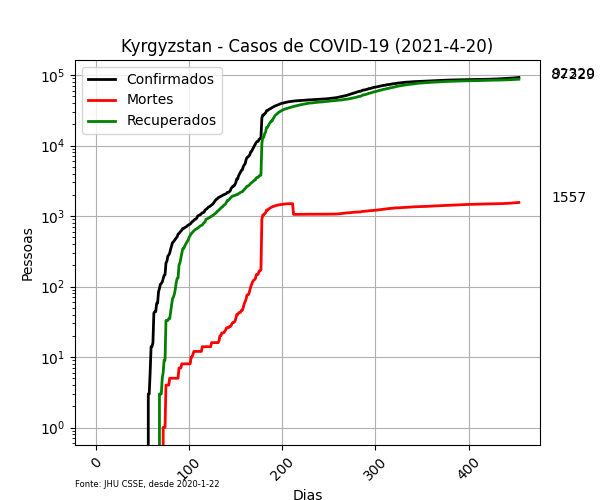 Kyrgyzstan - Casos de COVID-19 (2021-4-20)
Confirmados
Mortes
Recuperados
1557
10⁵
10⁴
10³
10²
10¹
10⁰
Pessoas
0
100
200
300
400
Dias
Fonte: JHU CSSE, desde 2020-1-22